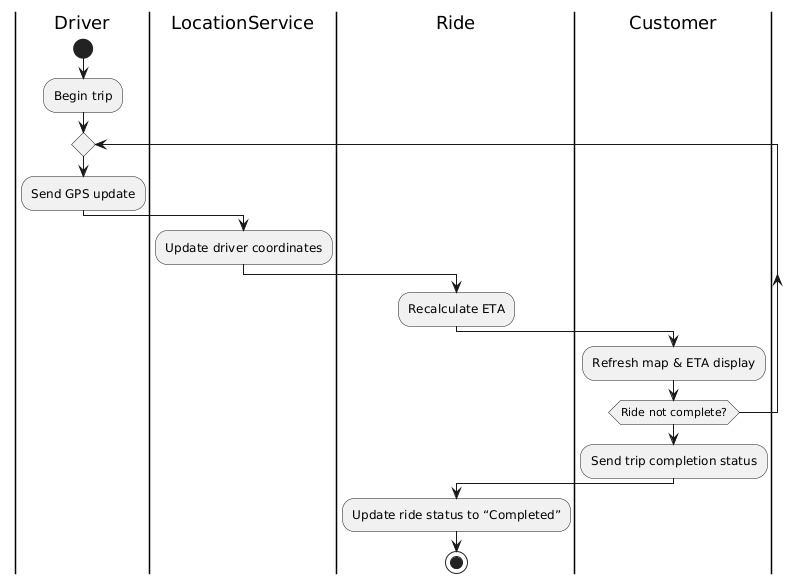 Driver
LocationService
Ride
Customer
Begin trip
Send GPS update
Update driver coordinates
Recalculate ETA
Refresh map & ETA display
Ride not complete?
Send trip completion status
Update ride status to “Completed”